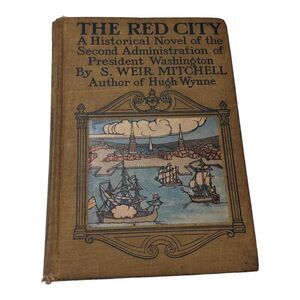 THE RED CITY
A Historical Novel of the
Second Administration of
President Washington
By S. WEIR MITCHELL
Author of Hugh Wynne